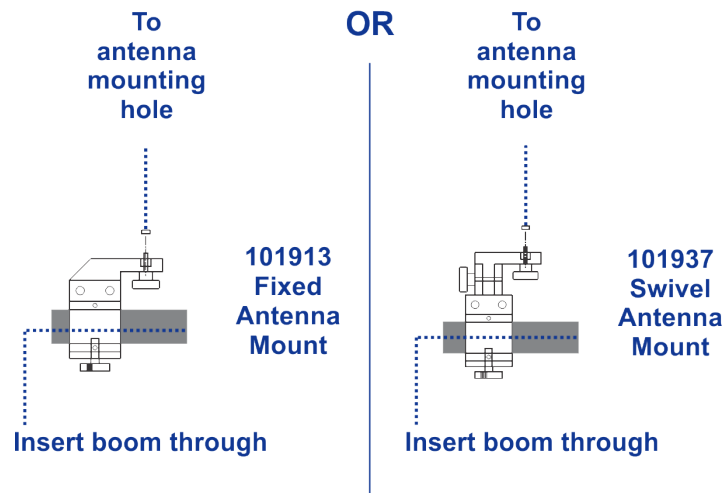 To
antenna
mounting
hole
OR
To
antenna
mounting
hole
101913
Fixed
Antenna
Mount
101937
Swivel
Antenna
Mount
Insert boom through
Insert boom through